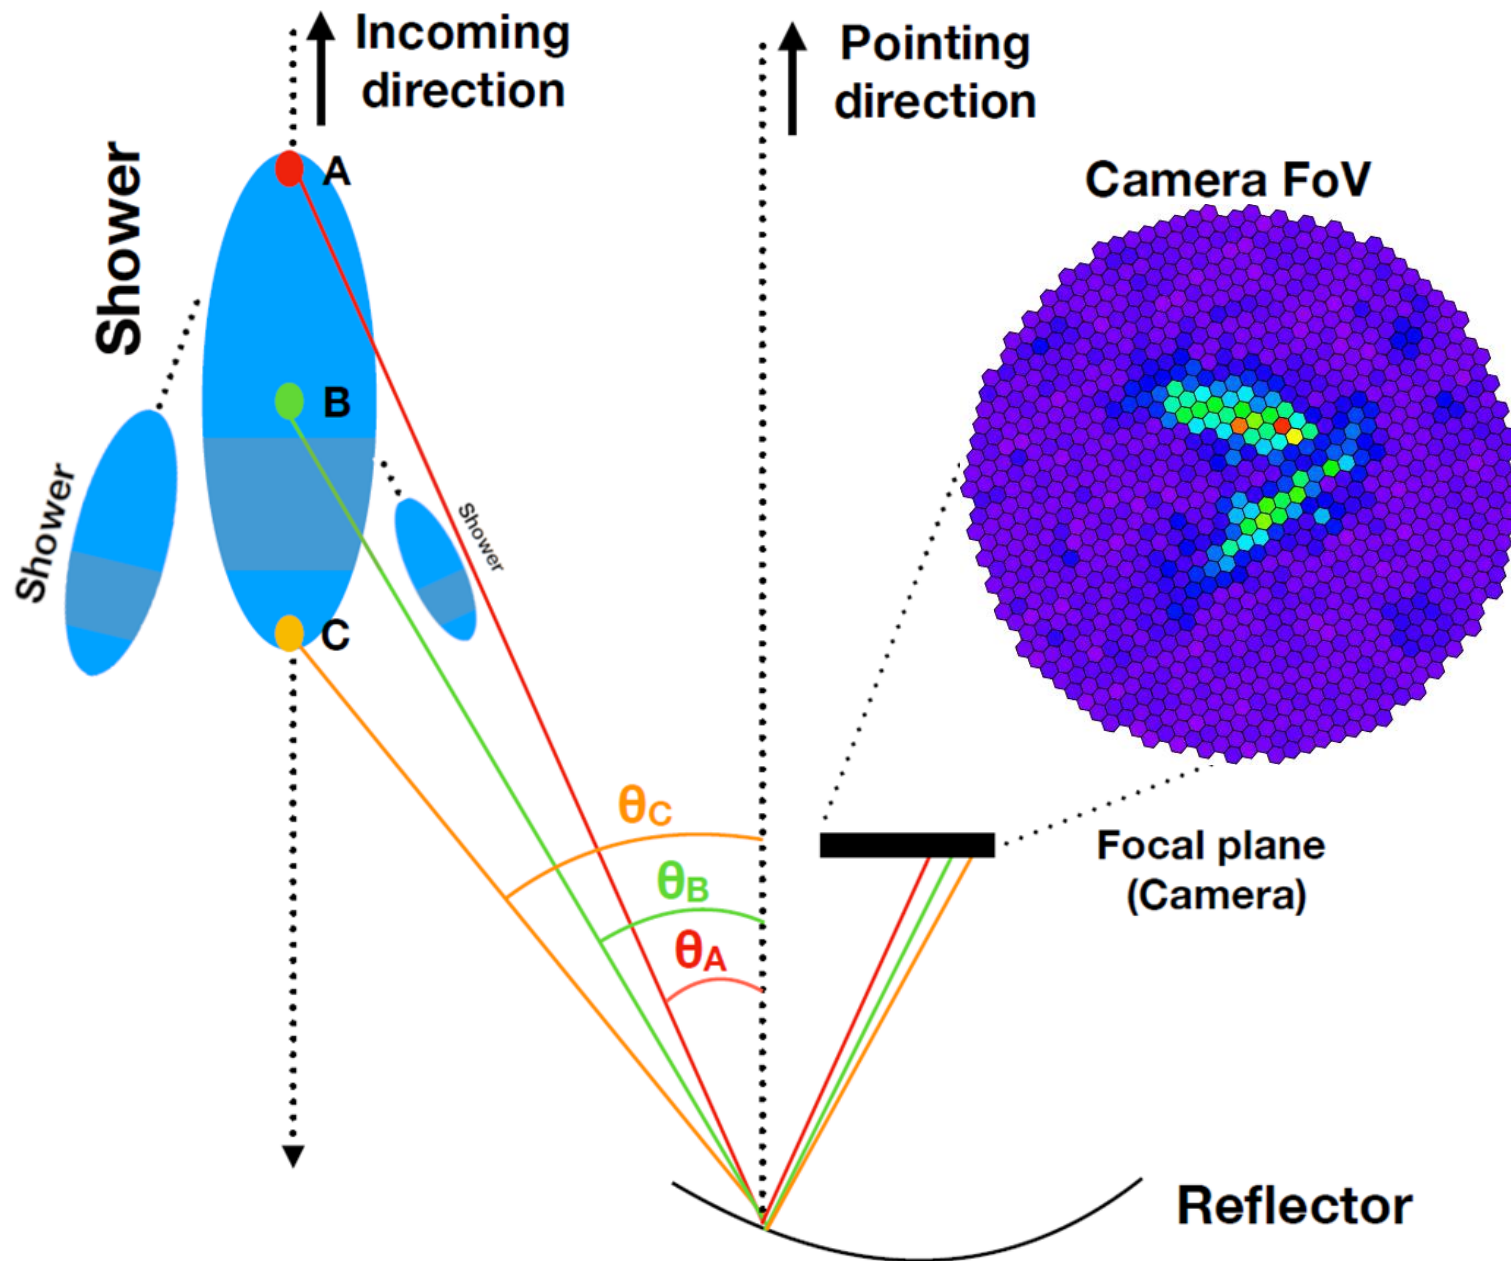 Incoming
direction
Pointing
direction
Shower
A
Camera FoV
B
Shower
Shower
C
θC
θB
θA
Focal plane
(Camera)
Reflector